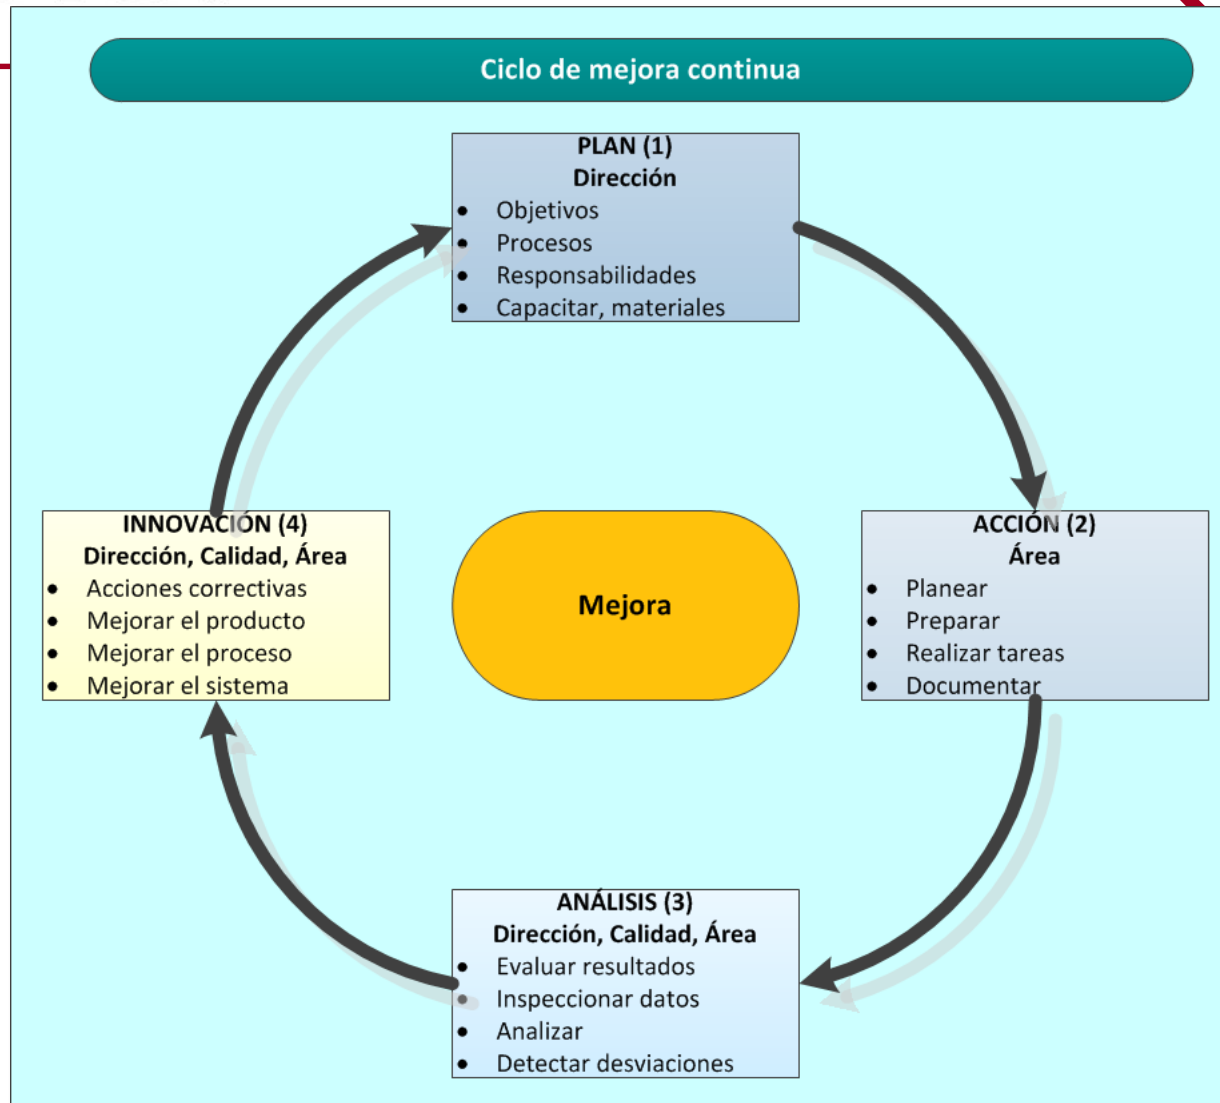 Ciclo de mejora continua
PLAN (1)
Dirección
• Objetivos
• Procesos
• Responsabilidades
• Capacitar, materiales
ACCIÓN (2)
Área
• Planear
• Preparar
• Realizar tareas
• Documentar
ANÁLISIS (3)
Dirección, Calidad, Área
• Evaluar resultados
• Inspeccionar datos
• Analizar
• Detectar desviaciones
INNOVACIÓN (4)
Dirección, Calidad, Área
• Acciones correctivas
• Mejorar el producto
• Mejorar el proceso
• Mejorar el sistema
Mejora